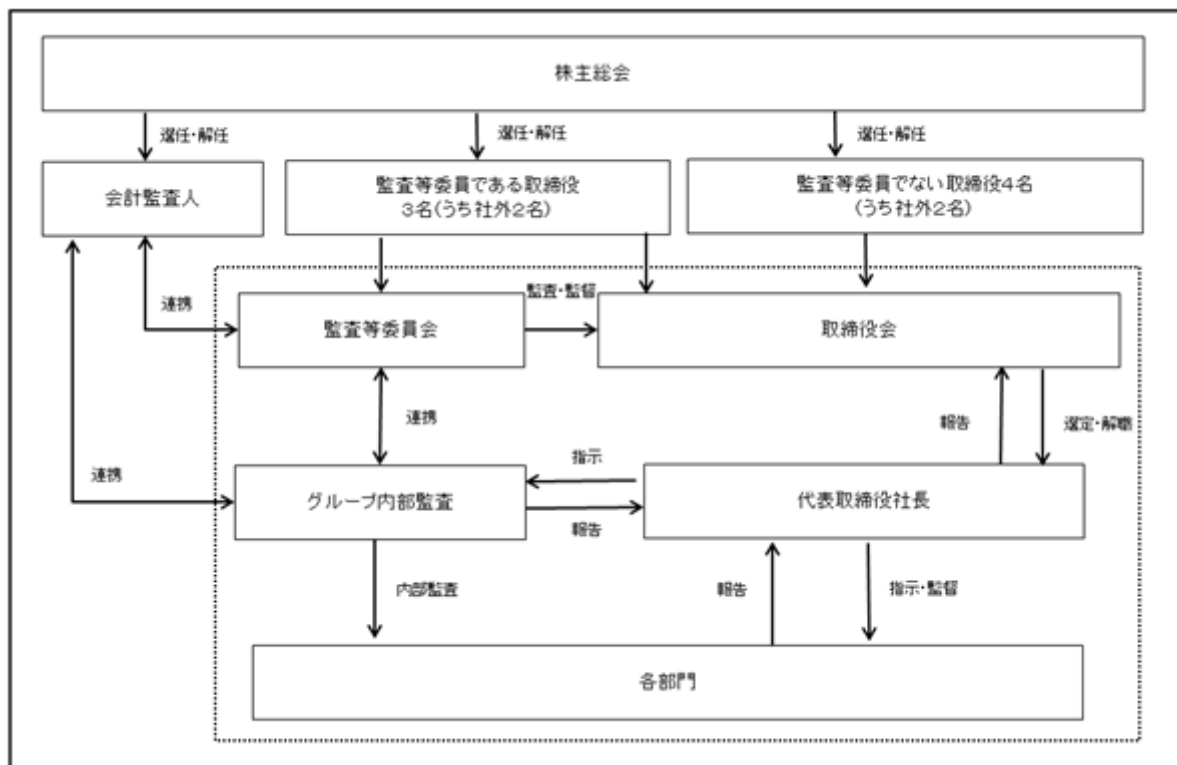 株主総会
選任・解任
選任・解任
選任・解任
会計監査人
監査等委員である取締役
3名(うち社外2名)
監査等委員でない取締役4名
(うち社外2名)
連携
監査等委員会
監査・監督
取締役会
連携
報告
選定・解職
連携
指示
グループ内部監査
代表取締役社長
報告
内部監査
報告
指示・監督
各部門